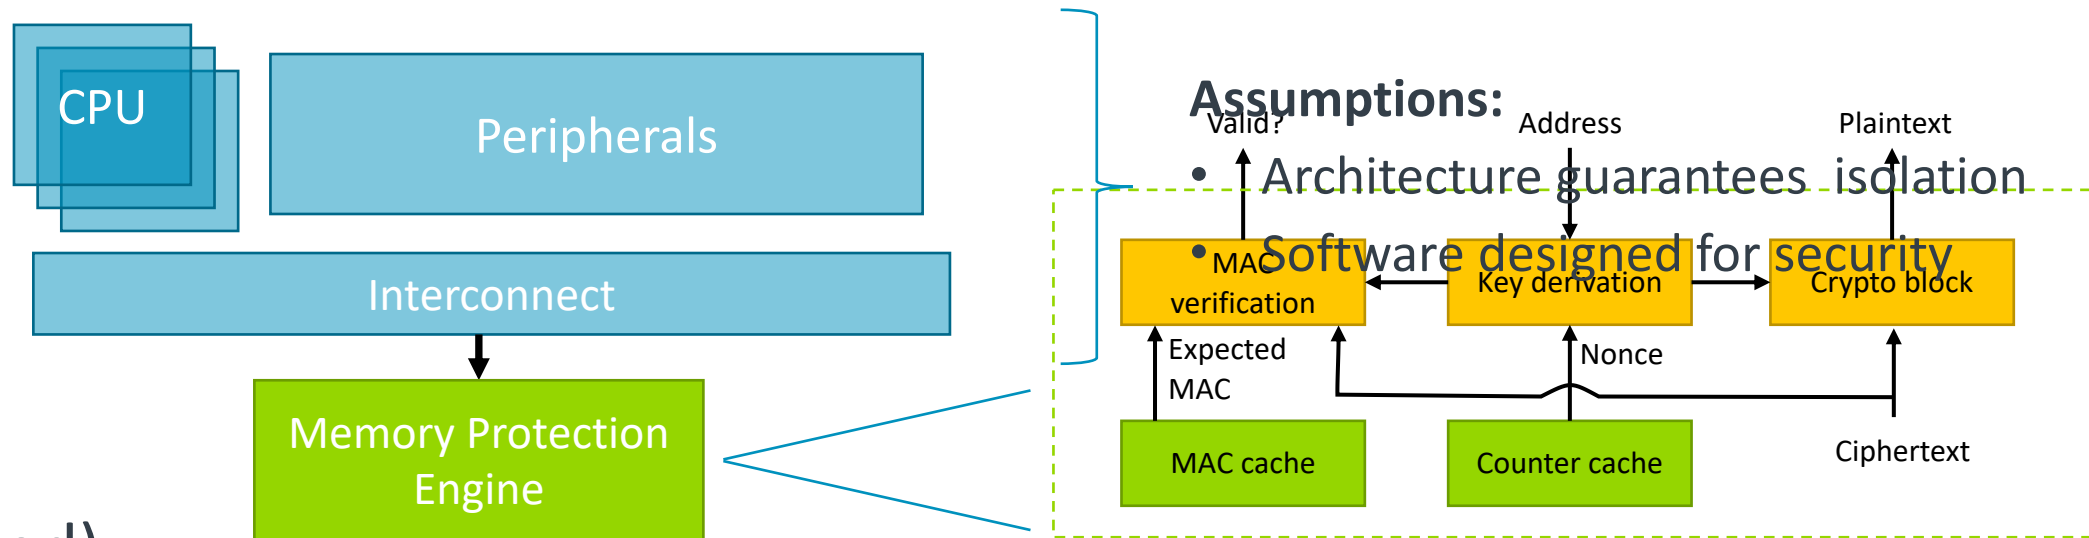 CPU
Peripherals
Interconnect
Memory Protection
Engine
Assumptions:
• Architecture guarantees isolation
• Software designed for security
Valid?
Address
Plaintext
MAC
verification
Key derivation
Crypto block
Expected
MAC
Nonce
MAC cache
Counter cache
Ciphertext